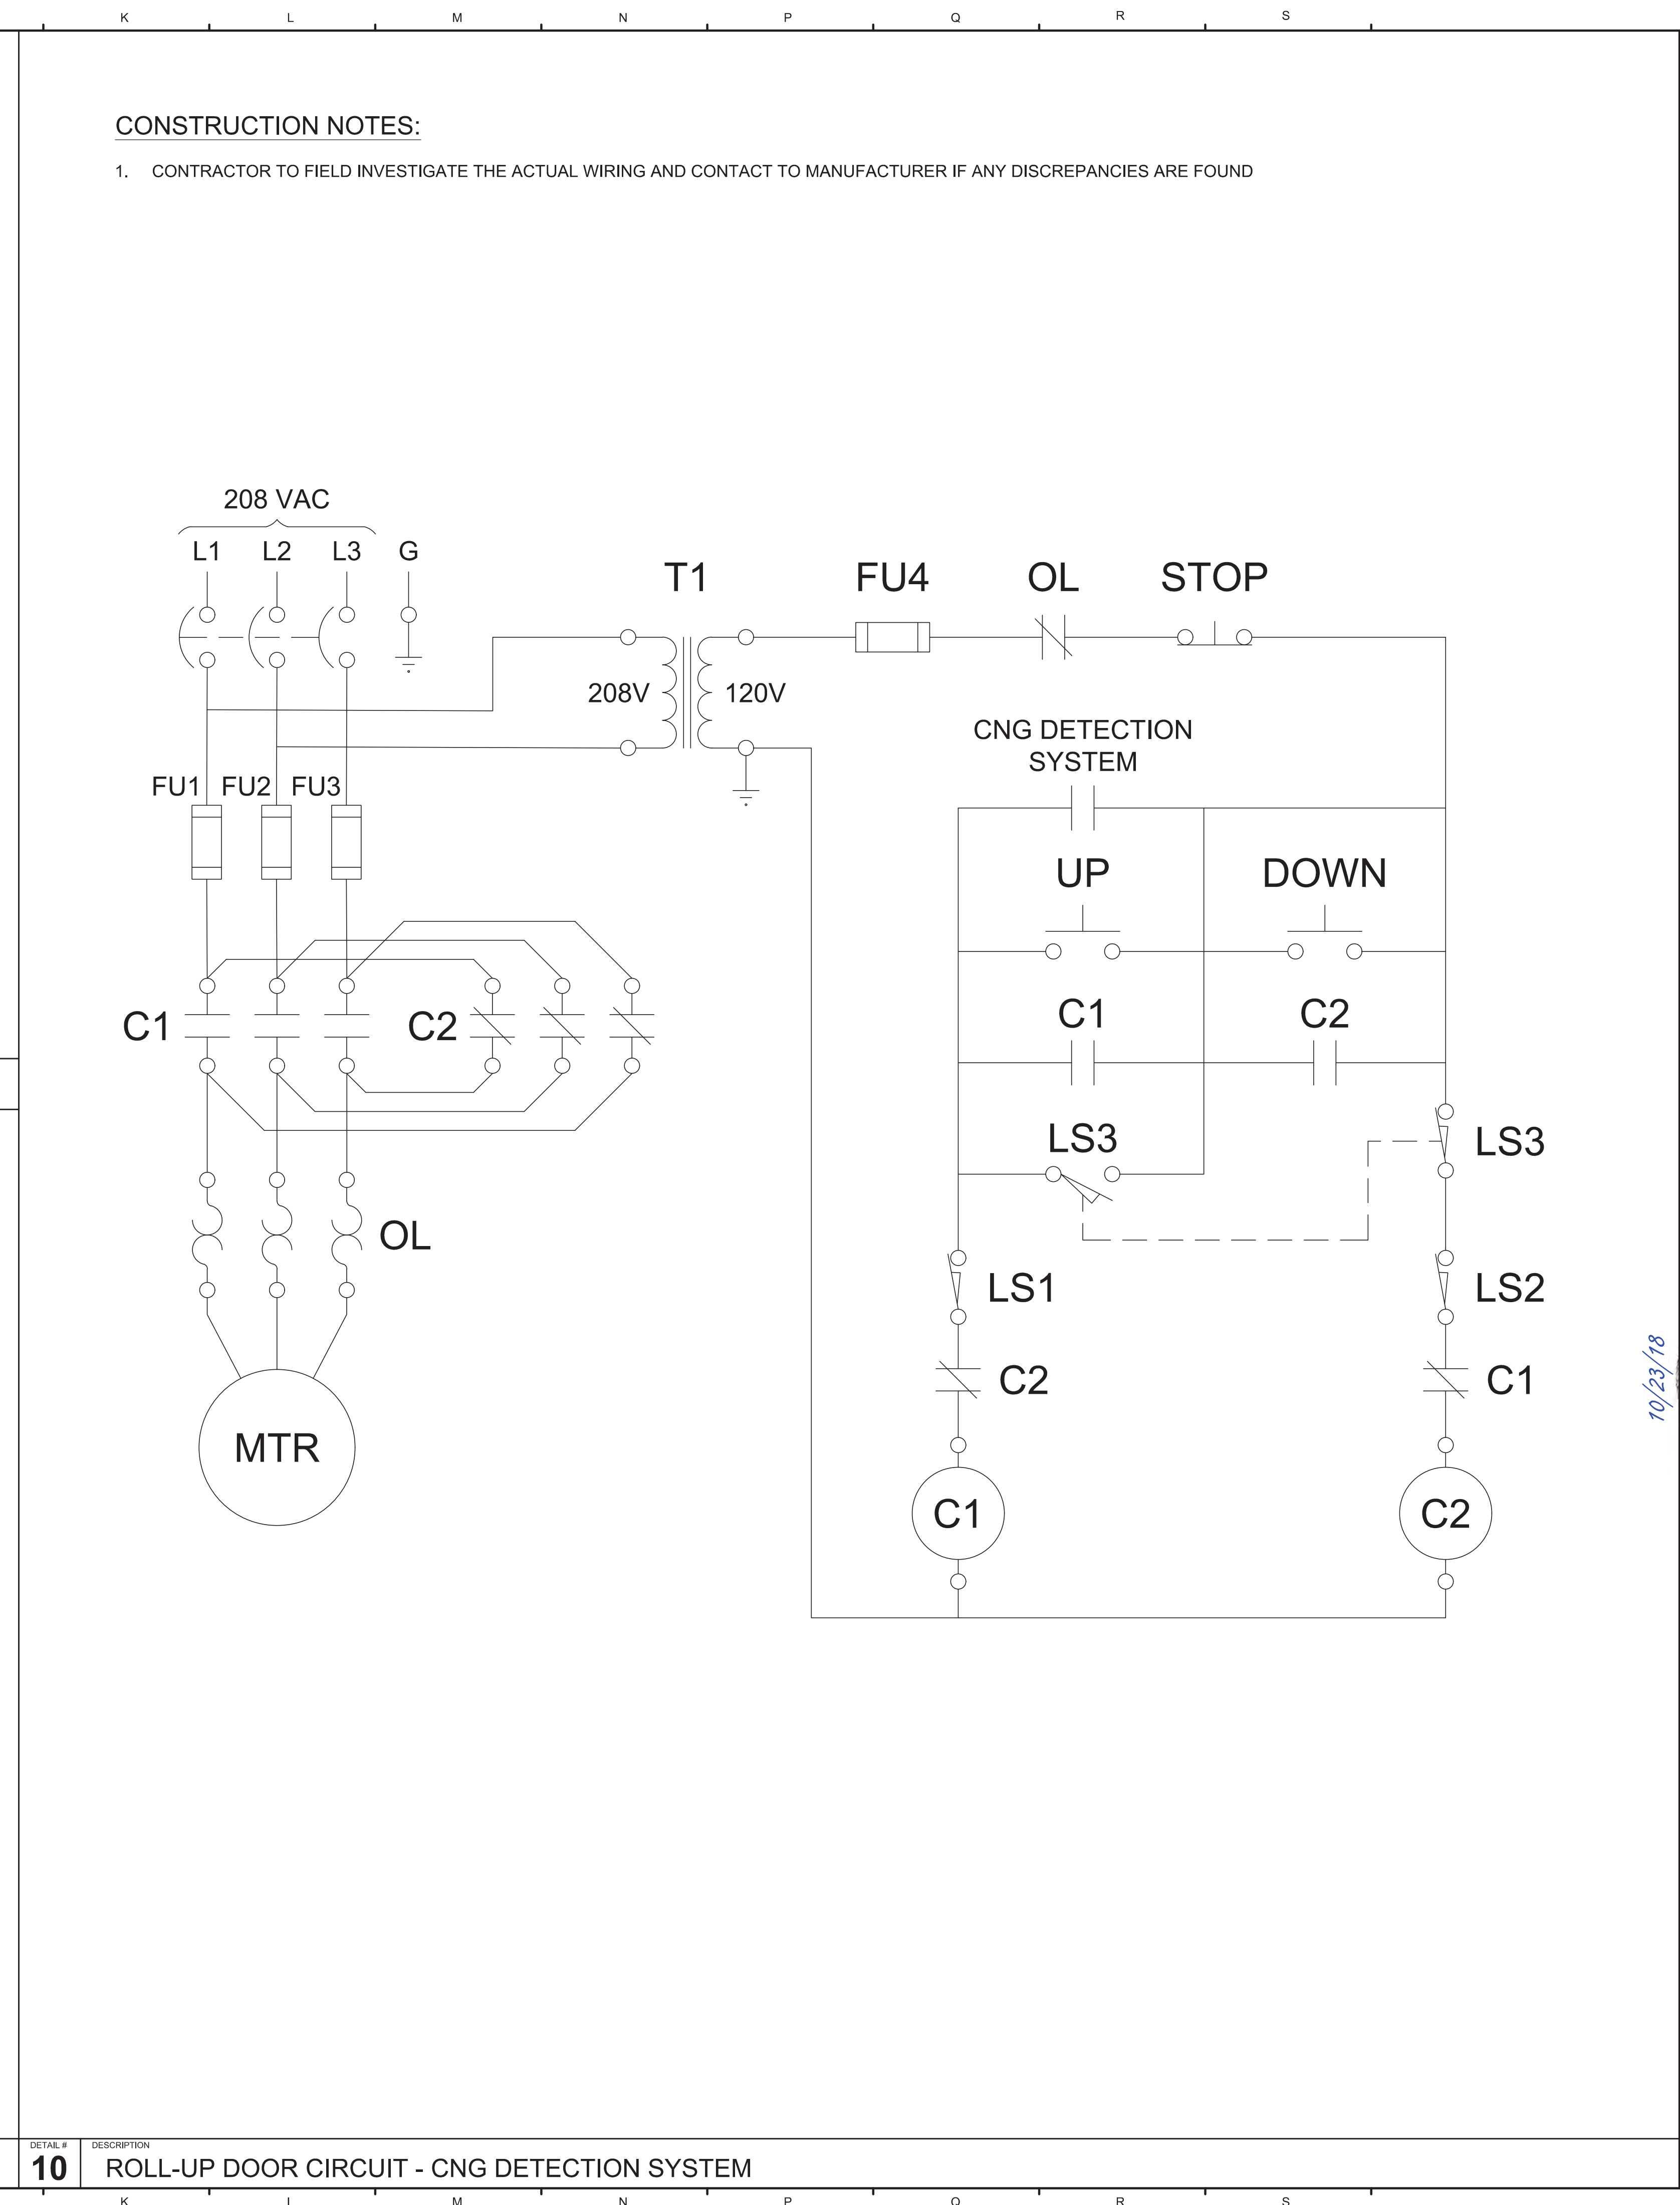 K L M N P Q R S
CONSTRUCTION NOTES:
1. CONTRACTOR TO FIELD INVESTIGATE THE ACTUAL WIRING AND CONTACT TO MANUFACTURER IF ANY DISCREPANCIES ARE FOUND
208 VAC
L1 L2 L3 G
T1 FU4 OL STOP
208V 120V
CNG DETECTION
SYSTEM
FU1 FU2 FU3
UP DOWN
C1 C2
C1 C2
LS3 LS3
OL
LS1 LS2
C2 C1
MTR
C1 C2
10/23/18
DETAIL # DESCRIPTION
10 ROLL-UP DOOR CIRCUIT - CNG DETECTION SYSTEM
K L M N P Q R S